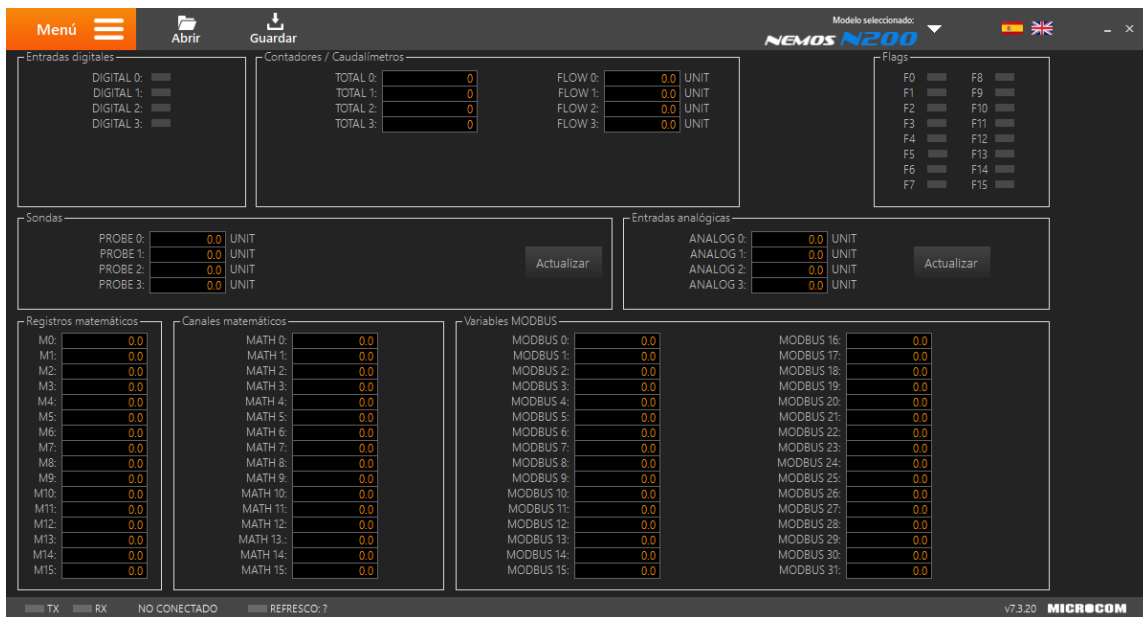 Menú
Abrir
Guardar
Modelo seleccionado:
NEMOS N200
Entradas digitales
DIGITAL 0:
DIGITAL 1:
DIGITAL 2:
DIGITAL 3:
Contadores / Caudalímetros
TOTAL 0: 0 FLOW 0: 0.0 UNIT
TOTAL 1: 0 FLOW 1: 0.0 UNIT
TOTAL 2: 0 FLOW 2: 0.0 UNIT
TOTAL 3: 0 FLOW 3: 0.0 UNIT
Flags
F0 F8
F1 F9
F2 F10
F3 F11
F4 F12
F5 F13
F6 F14
F7 F15
Sondas
PROBE 0: 0.0 UNIT
PROBE 1: 0.0 UNIT
PROBE 2: 0.0 UNIT
PROBE 3: 0.0 UNIT
Actualizar
Entradas analógicas
ANALOG 0: 0.0 UNIT
ANALOG 1: 0.0 UNIT
ANALOG 2: 0.0 UNIT
ANALOG 3: 0.0 UNIT
Actualizar
Registros matemáticos
M0: 0.0
M1: 0.0
M2: 0.0
M3: 0.0
M4: 0.0
M5: 0.0
M6: 0.0
M7: 0.0
M8: 0.0
M9: 0.0
M10: 0.0
M11: 0.0
M12: 0.0
M13: 0.0
M14: 0.0
M15: 0.0
Canales matemáticos
MATH 0: 0.0
MATH 1: 0.0
MATH 2: 0.0
MATH 3: 0.0
MATH 4: 0.0
MATH 5: 0.0
MATH 6: 0.0
MATH 7: 0.0
MATH 8: 0.0
MATH 9: 0.0
MATH 10: 0.0
MATH 11: 0.0
MATH 12: 0.0
MATH 13.: 0.0
MATH 14: 0.0
MATH 15: 0.0
Variables MODBUS
MODBUS 0: 0.0 MODBUS 16: 0.0
MODBUS 1: 0.0 MODBUS 17: 0.0
MODBUS 2: 0.0 MODBUS 18: 0.0
MODBUS 3: 0.0 MODBUS 19: 0.0
MODBUS 4: 0.0 MODBUS 20: 0.0
MODBUS 5: 0.0 MODBUS 21: 0.0
MODBUS 6: 0.0 MODBUS 22: 0.0
MODBUS 7: 0.0 MODBUS 23: 0.0
MODBUS 8: 0.0 MODBUS 24: 0.0
MODBUS 9: 0.0 MODBUS 25: 0.0
MODBUS 10: 0.0 MODBUS 26: 0.0
MODBUS 11: 0.0 MODBUS 27: 0.0
MODBUS 12: 0.0 MODBUS 28: 0.0
MODBUS 13: 0.0 MODBUS 29: 0.0
MODBUS 14: 0.0 MODBUS 30: 0.0
MODBUS 15: 0.0 MODBUS 31: 0.0
TX RX NO CONECTADO REFRESCO: ? v7.3.20 MICROCOM